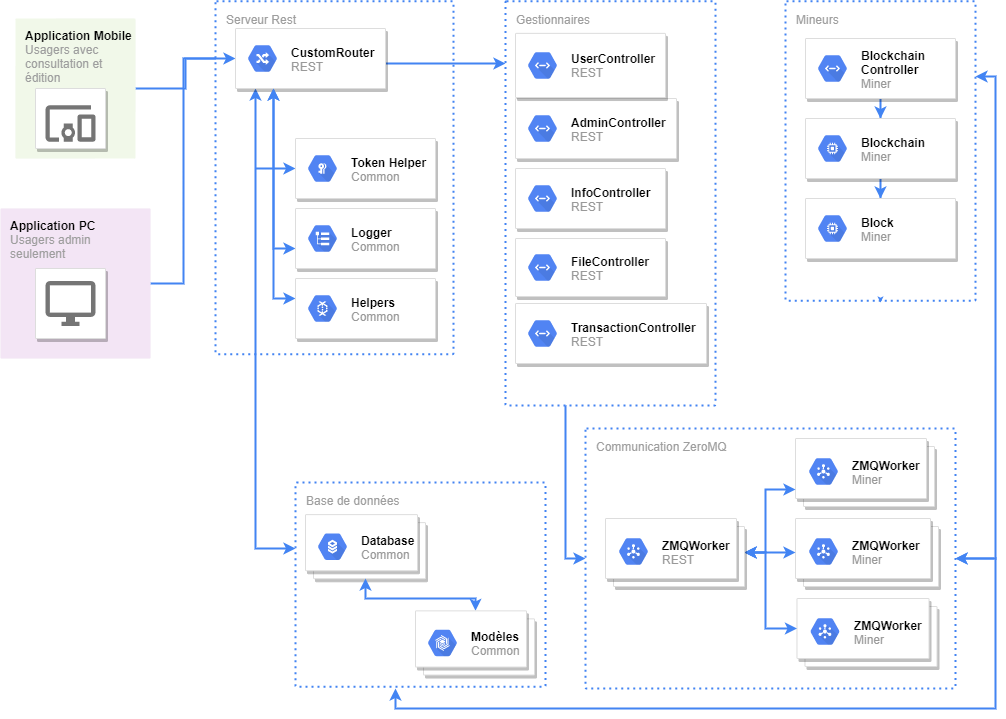 Application Mobile
Usagers avec
consultation et
édition
Application PC
Usagers admin
seulement
Serveur Rest
CustomRouter
REST
Token Helper
Common
Logger
Common
Helpers
Common
Gestionnaires
UserController
REST
AdminController
REST
InfoController
REST
FileController
REST
TransactionController
REST
Mineurs
Blockchain
Controller
Miner
Blockchain
Miner
Block
Miner
Base de données
Database
Common
Modèles
Common
Communication ZeroMQ
ZMQWorker
REST
ZMQWorker
Miner
ZMQWorker
Miner
ZMQWorker
Miner